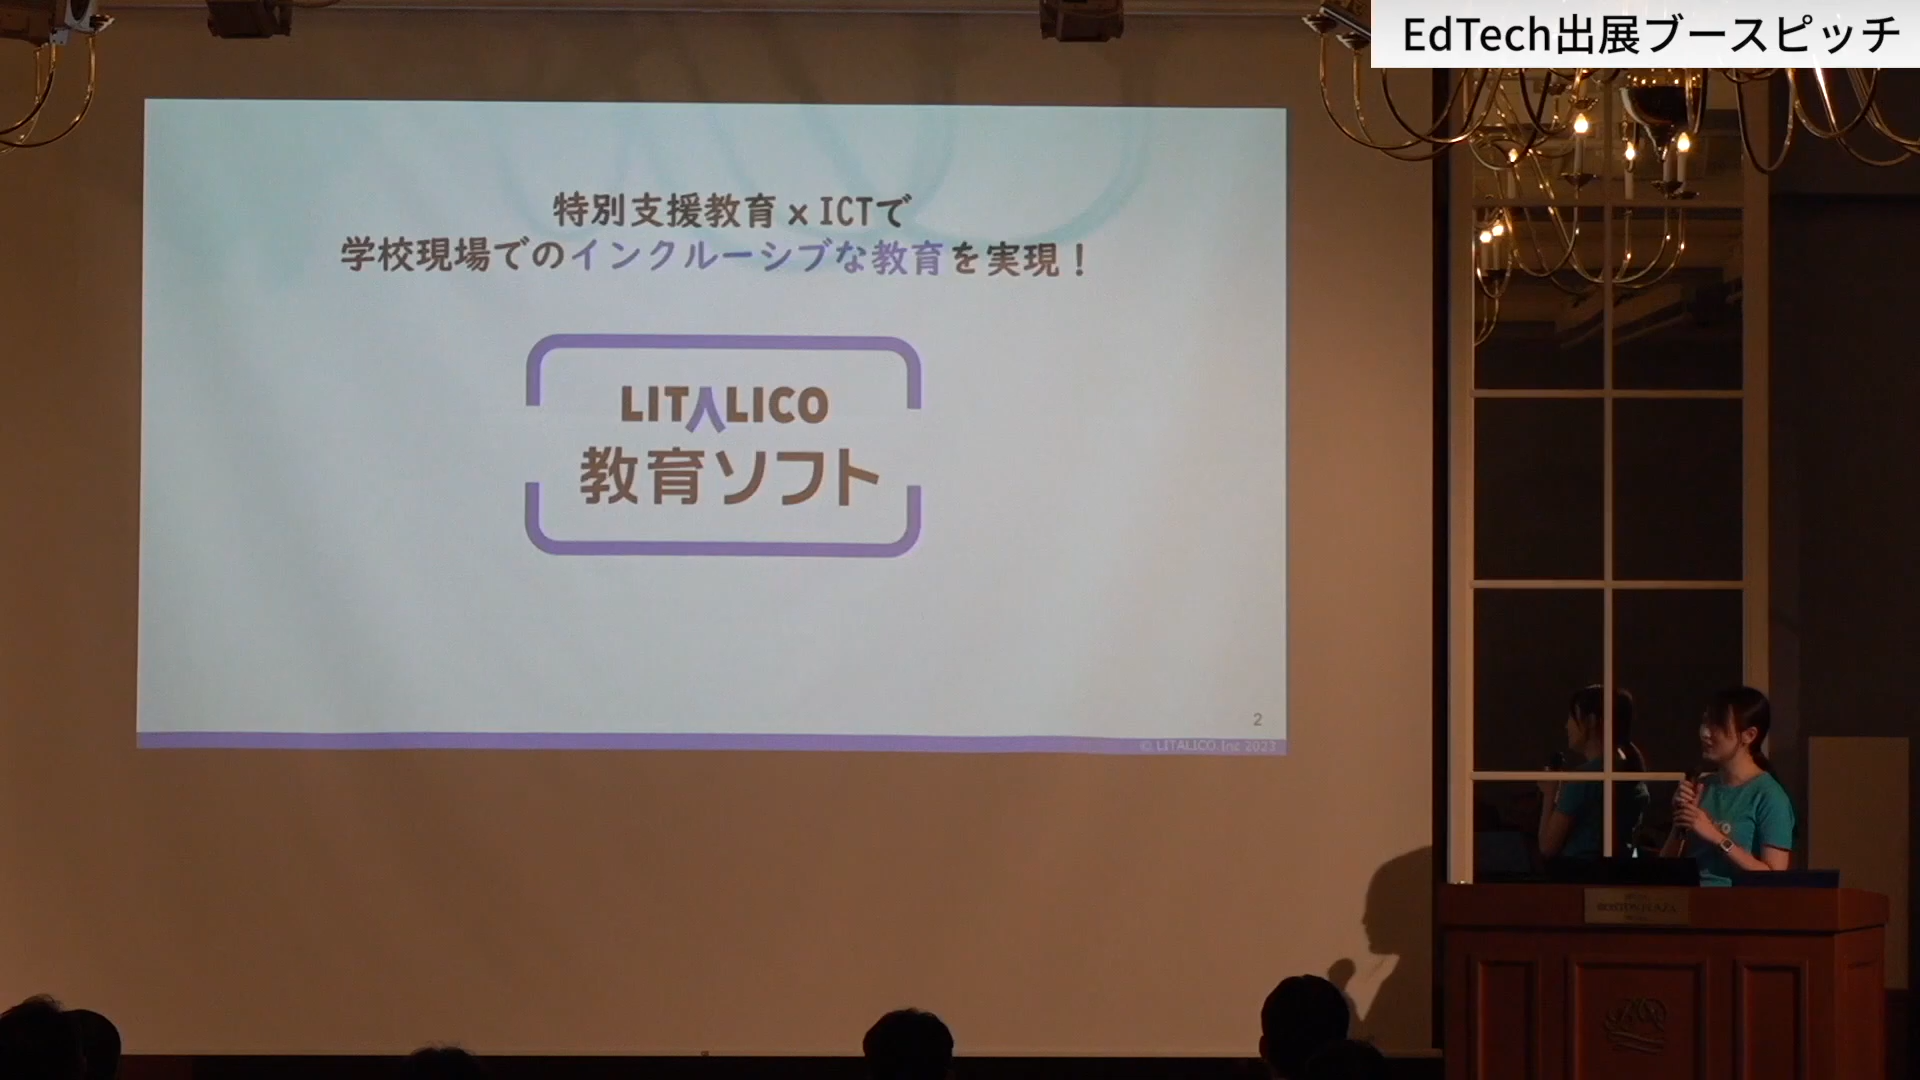 EdTech出展ブースピッチ
特別支援教育 x ICTで
学校現場でのインクルーシブな教育を実現！
LITALICO
教育ソフト
2
© LITALICO Inc 2023